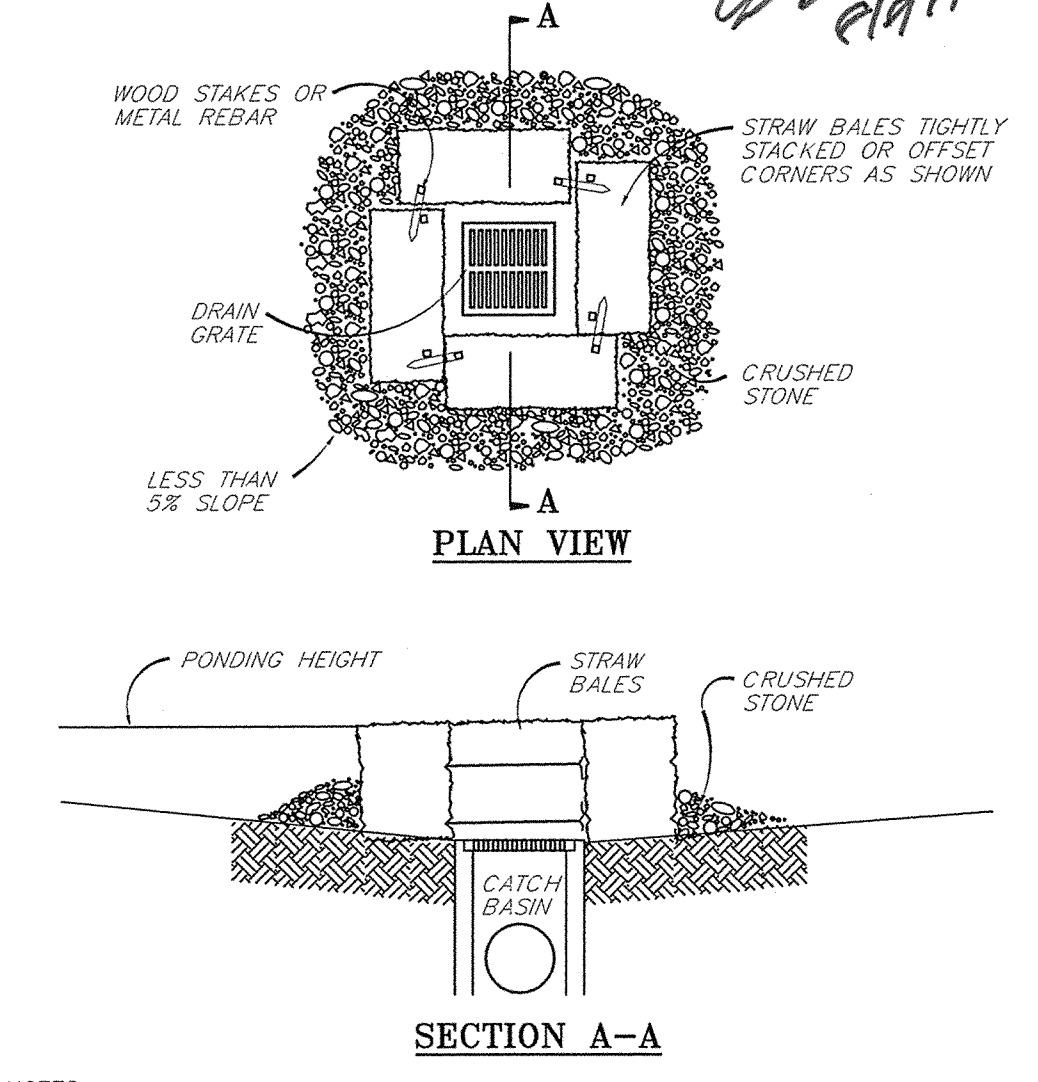 A
WOOD STAKES OR
METAL REBAR
STRAW BALES TIGHTLY
STACKED OR OFFSET
CORNERS AS SHOWN
DRAIN
GRATE
CRUSHED
STONE
LESS THAN
5% SLOPE
A
PLAN VIEW
PONDING HEIGHT
STRAW
BALES
CRUSHED
STONE
CATCH
BASIN
SECTION A-A